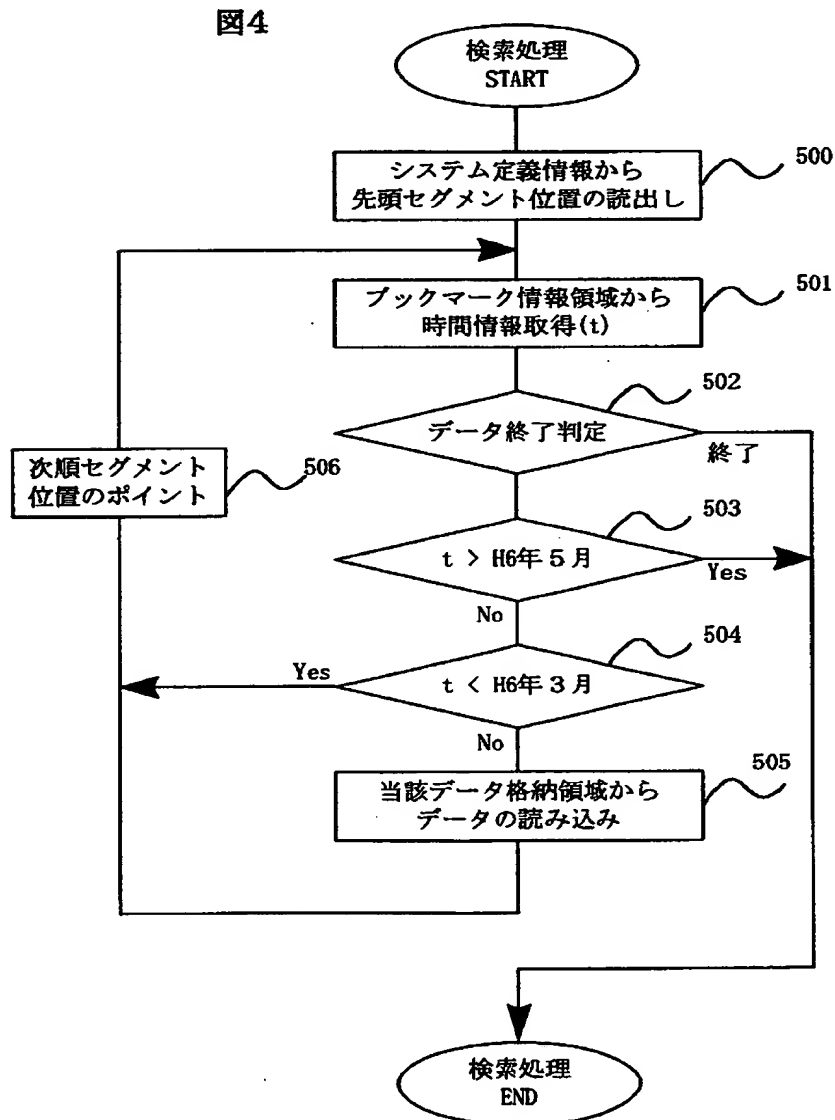 図4
検索処理
START
システム定義情報から
先頭セグメント位置の読出し
500
ブックマーク情報領域から
時間情報取得(t)
501
データ終了判定
502
終了
次順セグメント
位置のポイント
506
t > H6年5月
503
Yes
No
t < H6年3月
504
Yes
No
当該データ格納領域から
データの読み込み
505
検索処理
END